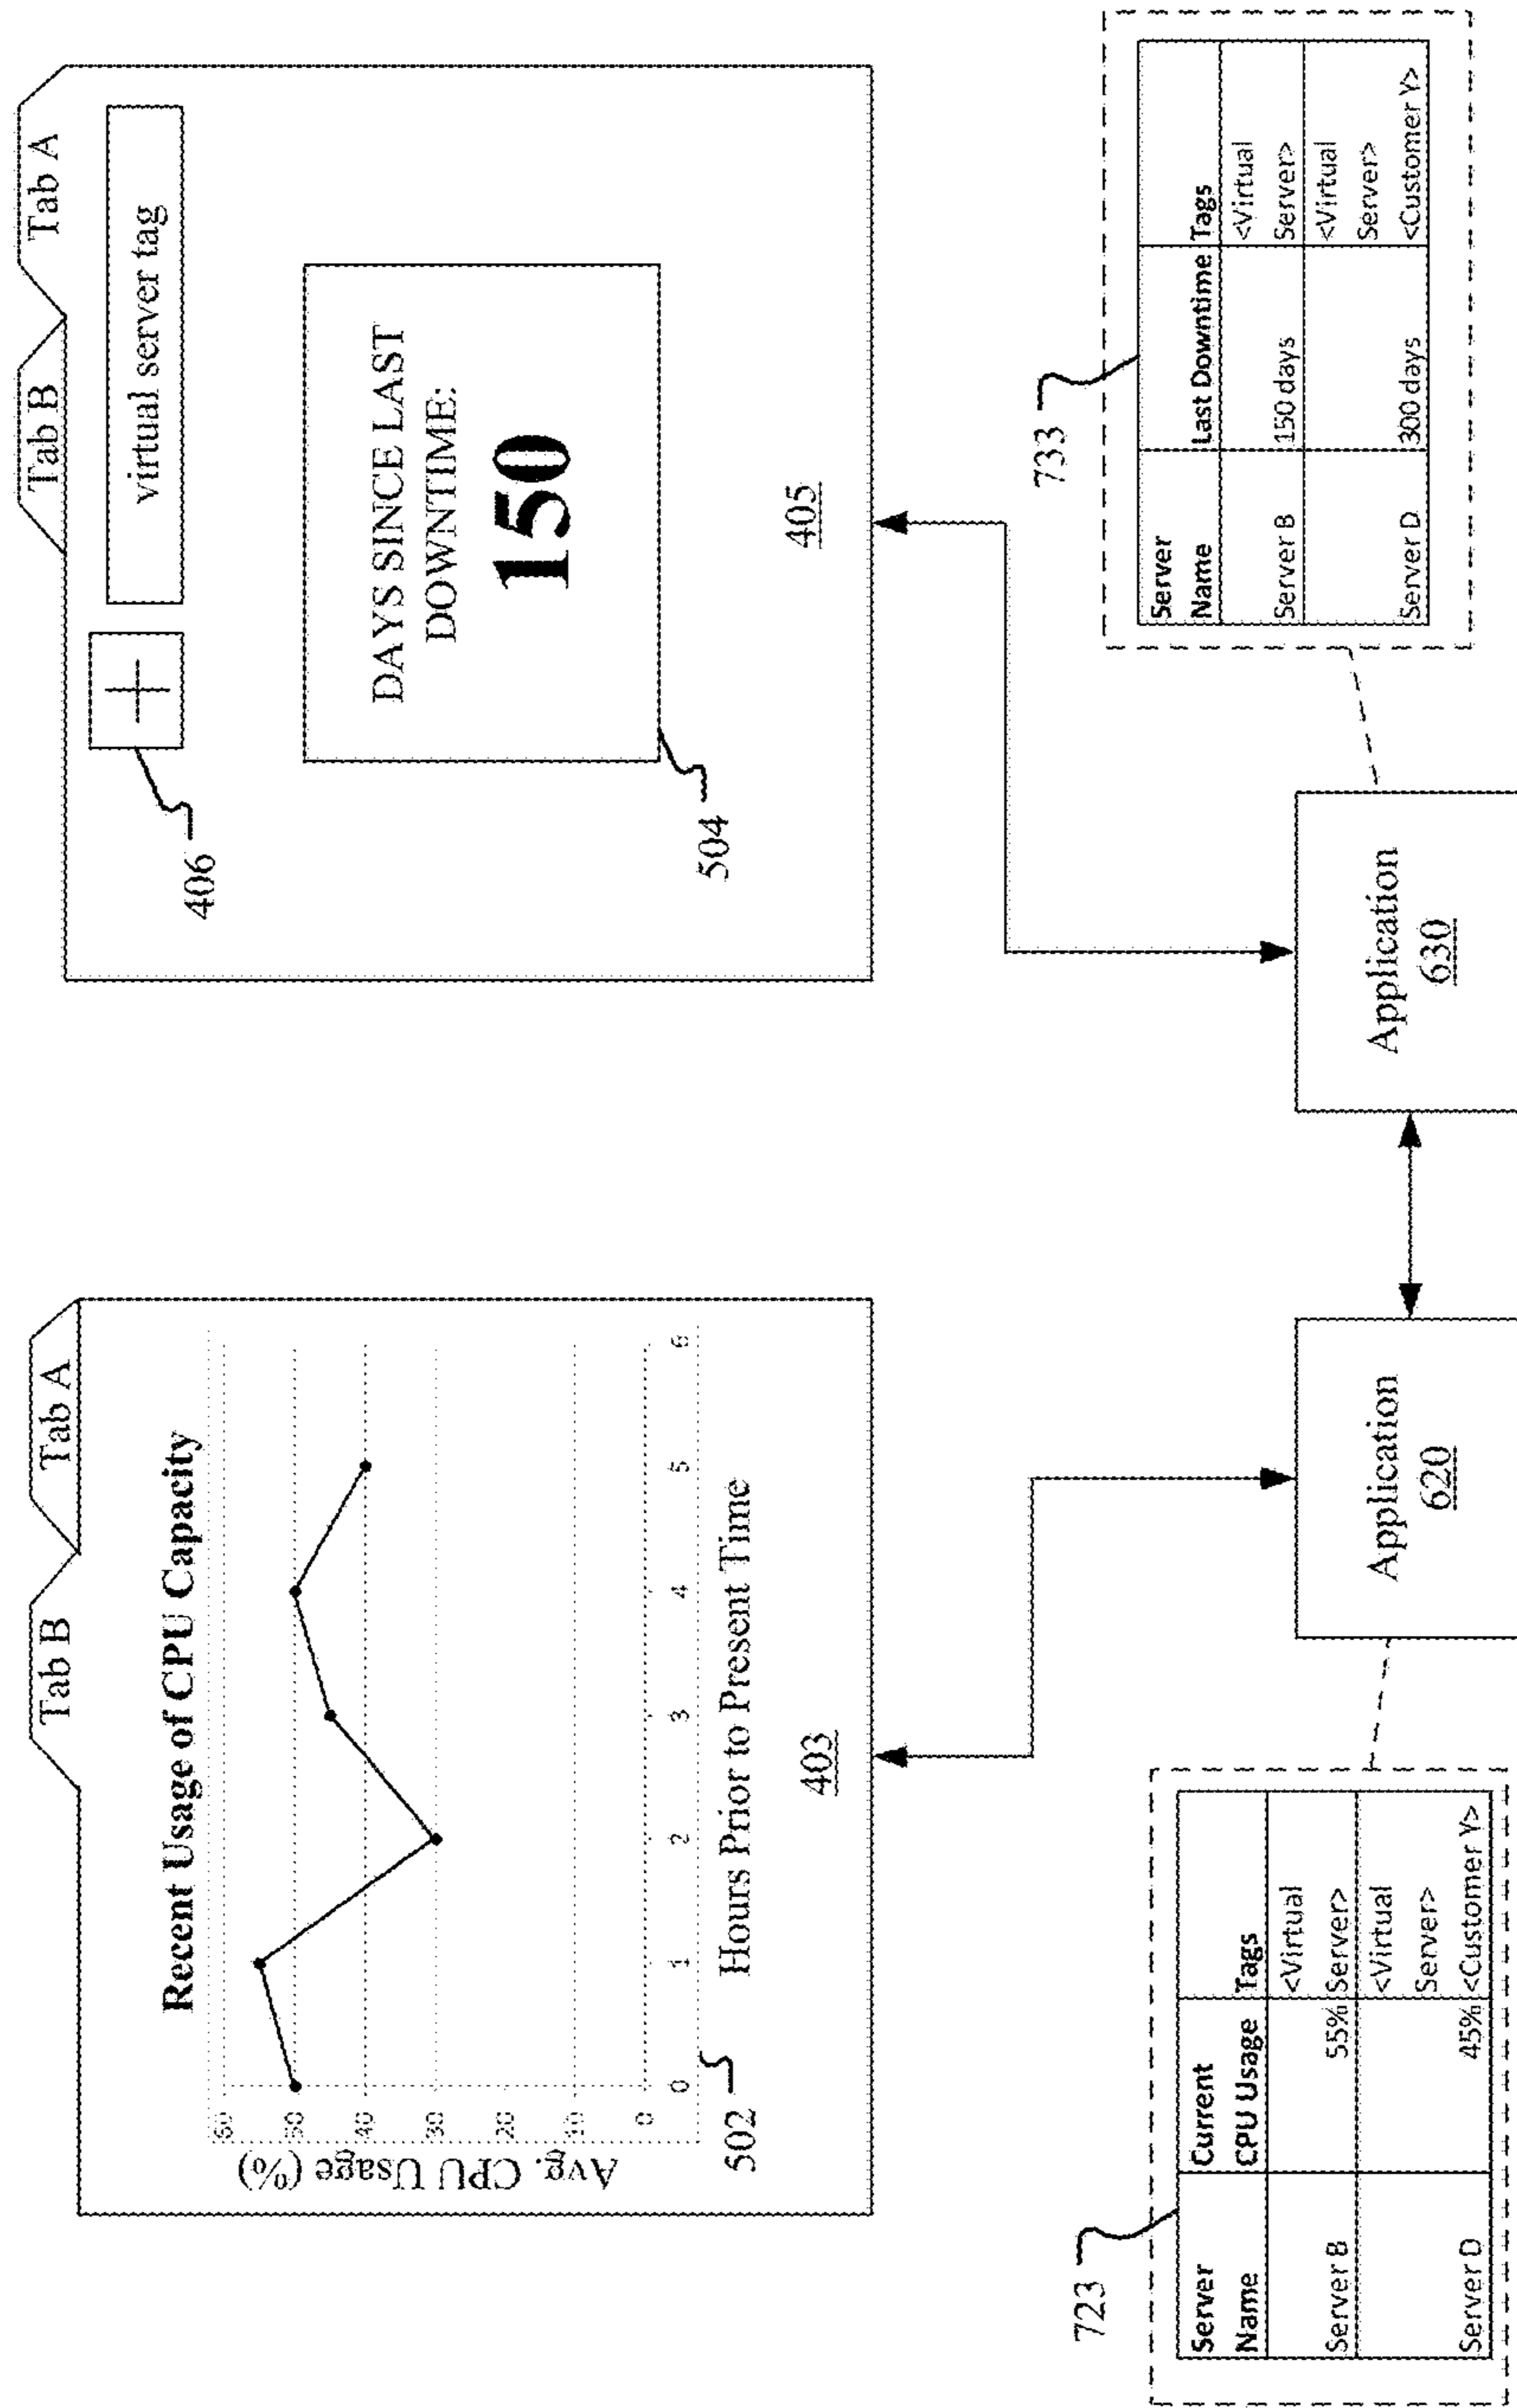 Tab B
Tab A
Recent Usage of CPU Capacity
Avg. CPU Usage (%)
60
50
40
30
20
10
0
0
1
2
3
4
5
6
Hours Prior to Present Time
502
403
Tab B
Tab A
406
virtual server tag
DAYS SINCE LAST
DOWNTIME:
150
504
405
723
Server
Name
Current
CPU Usage
Tags
Server B
55%
<Virtual
Server>
Server D
45%
<Virtual
Server>
<Customer Y>
Application
620
Application
630
733
Server
Name
Last Downtime
Tags
Server B
150 days
<Virtual
Server>
Server D
300 days
<Virtual
Server>
<Customer Y>